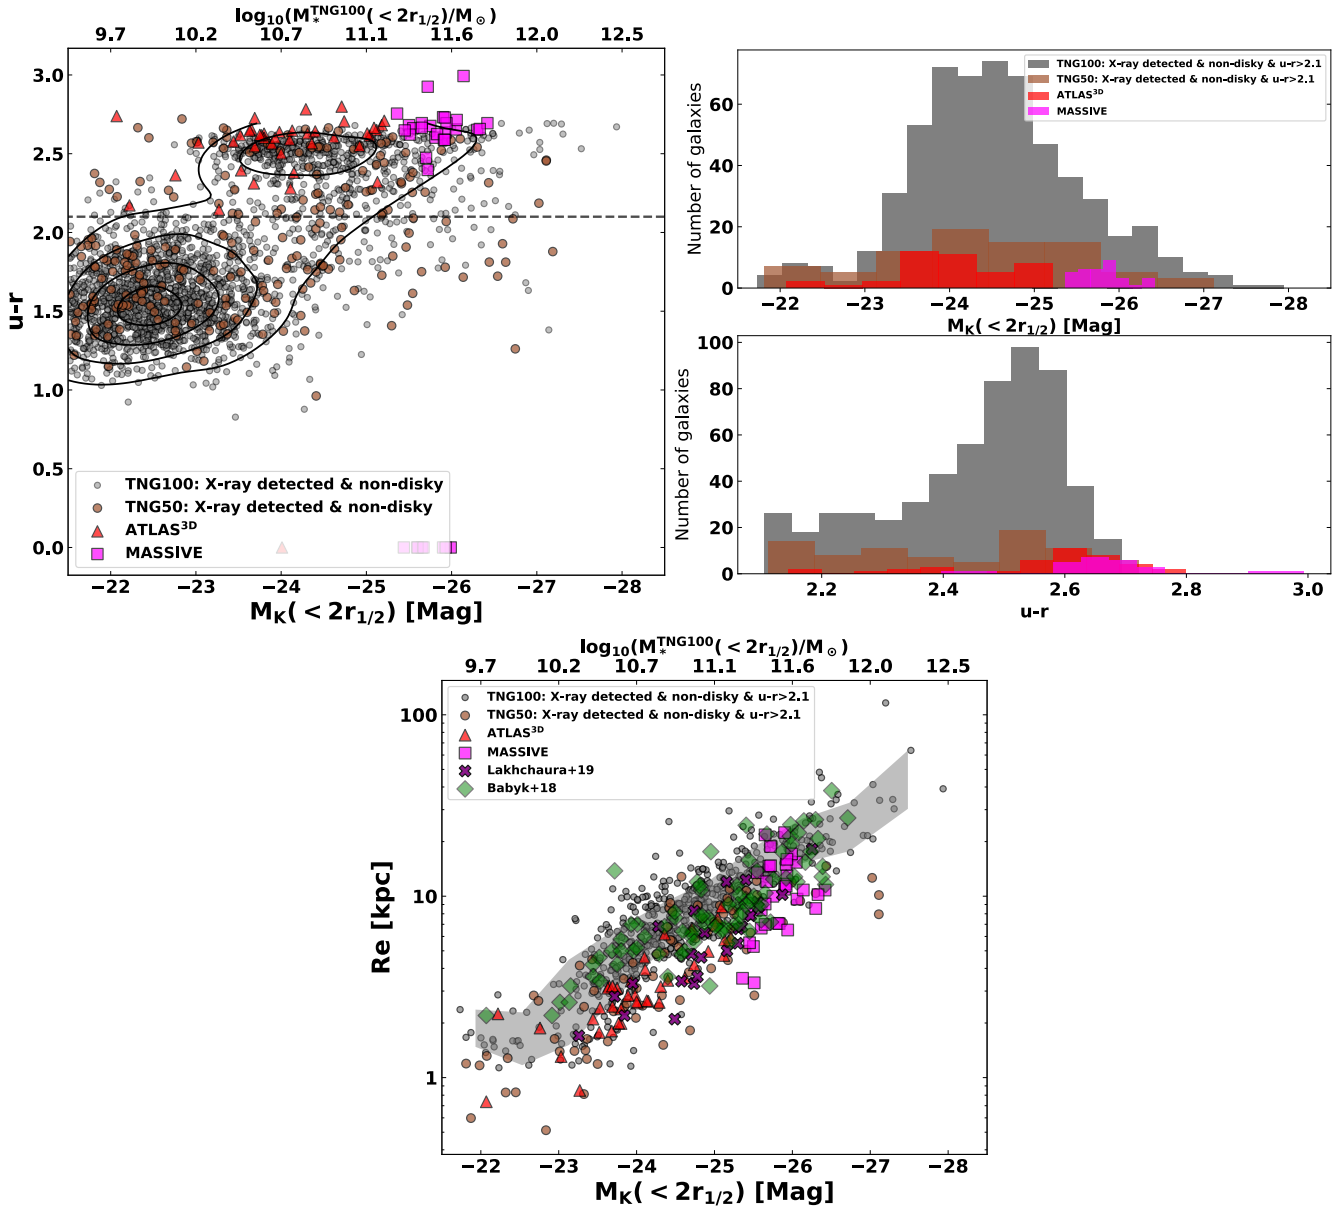 log10(M*^TNG100(<2r1/2)/M⊙)
9.7 10.2 10.7 11.1 11.6 12.0 12.5
3.0
2.5
2.0
1.5
1.0
0.5
0.0
u-r
TNG100: X-ray detected & non-disky
TNG50: X-ray detected & non-disky
ATLAS3D
MASSIVE
−22 −23 −24 −25 −26 −27 −28
MK(<2r1/2) [Mag]
Number of galaxies
60
40
20
0
TNG100: X-ray detected & non-disky & u-r>2.1
TNG50: X-ray detected & non-disky & u-r>2.1
ATLAS3D
MASSIVE
−22 −23 −24 −25 −26 −27 −28
MK(<2r1/2) [Mag]
Number of galaxies
100
80
60
40
20
0
2.2 2.4 2.6 2.8 3.0
u-r
log10(M*^TNG100(<2r1/2)/M⊙)
9.7 10.2 10.7 11.1 11.6 12.0 12.5
100
10
1
Re [kpc]
TNG100: X-ray detected & non-disky & u-r>2.1
TNG50: X-ray detected & non-disky & u-r>2.1
ATLAS3D
MASSIVE
Lakhchaura+19
Babyk+18
−22 −23 −24 −25 −26 −27 −28
MK(<2r1/2) [Mag]